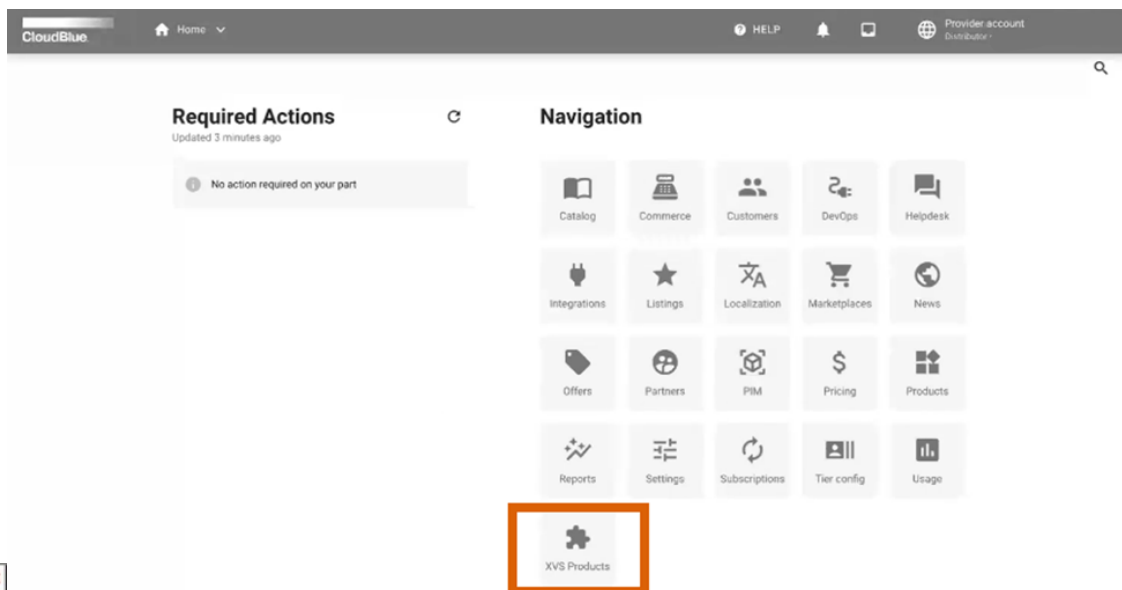 CloudBlue
Home
HELP
Provider account
Distributor
Required Actions
Updated 3 minutes ago
No action required on your part
Navigation
Catalog
Commerce
Customers
DevOps
Helpdesk
Integrations
Listings
Localization
Marketplaces
News
Offers
Partners
PIM
Pricing
Products
Reports
Settings
Subscriptions
Tier config
Usage
XVS Products